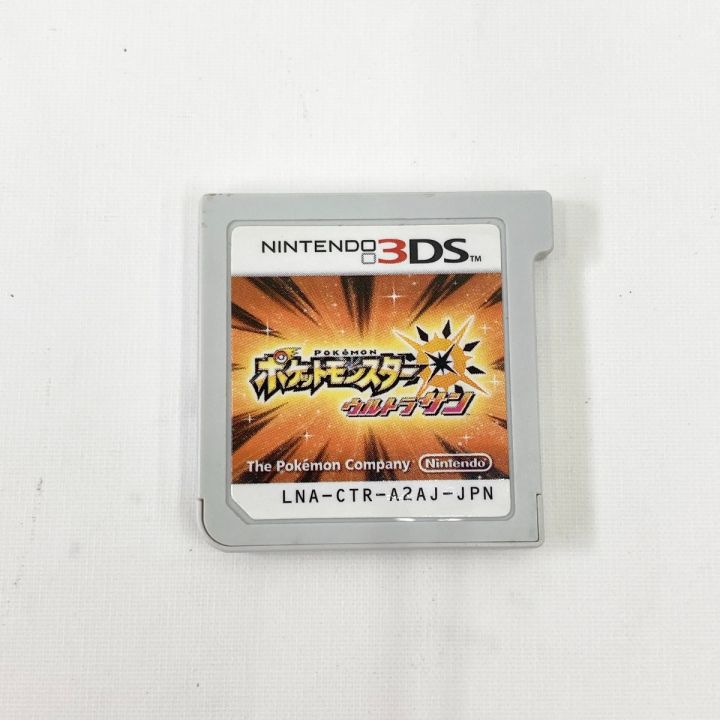 NINTENDO 3DS TM
POKéMON
ポケットモンスター
ウルトラサン
The Pokémon Company Nintendo
LNA-CTR-A2AJ-JPN